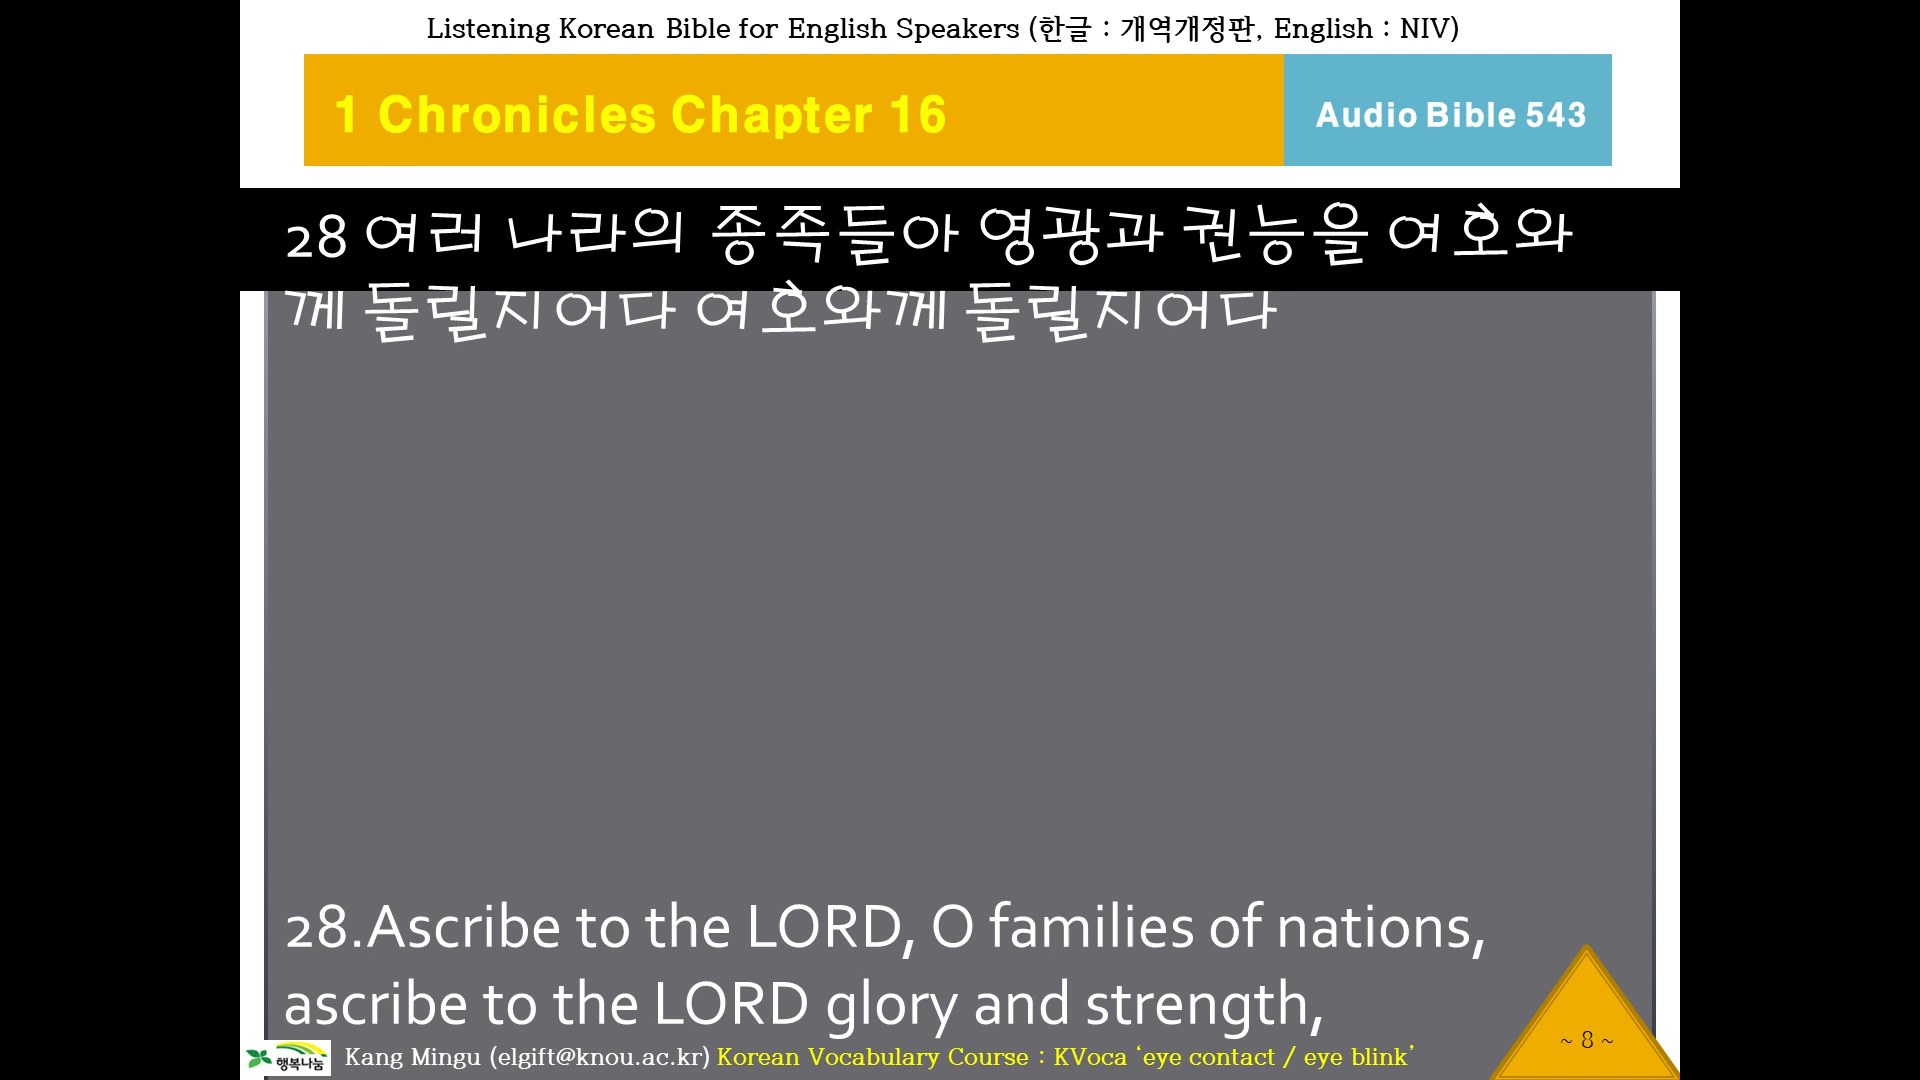 Listening Korean Bible for English Speakers (한글 : 개역개정판, English : NIV)
1 Chronicles Chapter 16
Audio Bible 543
28 여러 나라의 종족들아 영광과 권능을 여호와
께 돌릴지어다 여호와께 돌릴지어다
28.Ascribe to the LORD, O families of nations,
ascribe to the LORD glory and strength,
~ 8 ~
행복나눔
Kang Mingu (elgift@knou.ac.kr) Korean Vocabulary Course : KVoca ‘eye contact / eye blink’